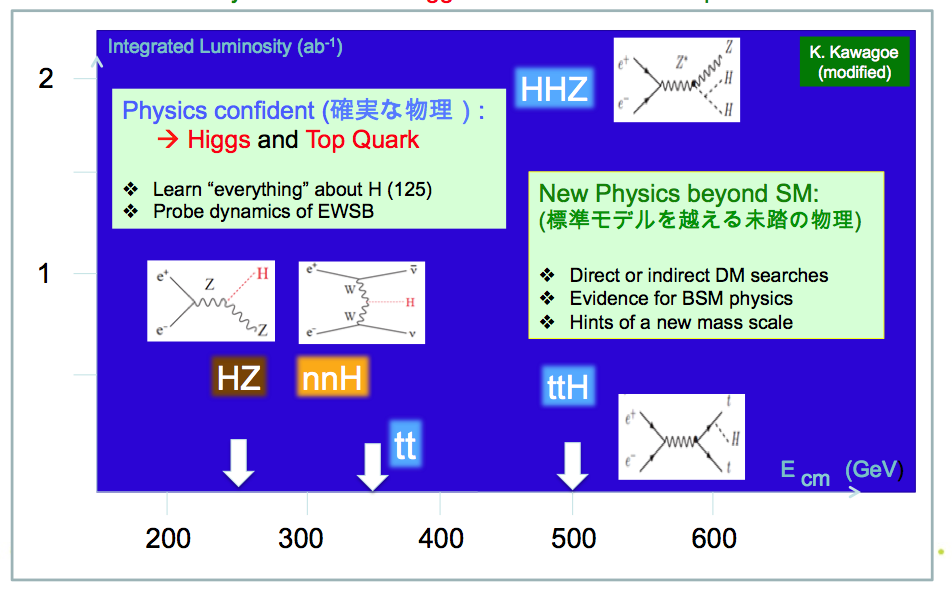 Integrated Luminosity (ab-1)
K. Kawagoe
(modified)
2
HHZ
e+
e-
Z*
Z
H
H
Physics confident (確実な物理 ) :
→ Higgs and Top Quark
❖ Learn “everything” about H (125)
❖ Probe dynamics of EWSB
New Physics beyond SM:
(標準モデルを越える未踏の物理)
❖ Direct or indirect DM searches
❖ Evidence for BSM physics
❖ Hints of a new mass scale
1
e+
e-
Z
H
Z
e+
e-
W
W
ν̅
H
ν
HZ
nnH
ttH
tt
e+
e-
t
H
t
E cm (GeV)
200 300 400 500 600